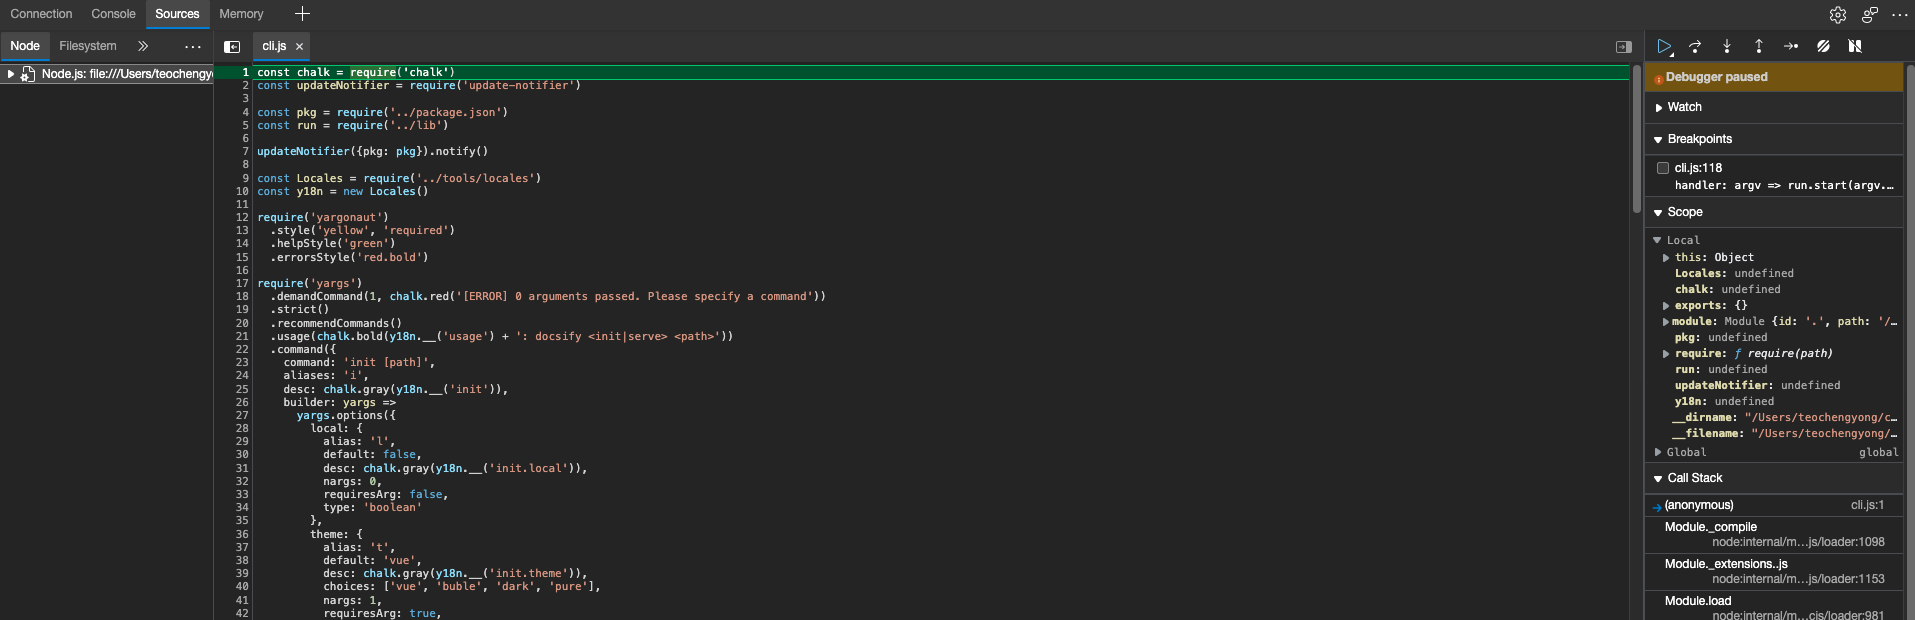 Connection Console Sources Memory
Node Filesystem
cli.js
Node.js: file:///Users/teochengyo
1 const chalk = require('chalk')
2 const updateNotifier = require('update-notifier')
3
4 const pkg = require('../package.json')
5 const run = require('../lib')
6
7 updateNotifier({pkg: pkg}).notify()
8
9 const Locales = require('../tools/locales')
10 const y18n = new Locales()
11
12 require('yargonaut')
13 .style('yellow', 'required')
14 .helpStyle('green')
15 .errorsStyle('red.bold')
16
17 require('yargs')
18 .demandCommand(1, chalk.red('[ERROR] 0 arguments passed. Please specify a command'))
19 .strict()
20 .recommendCommands()
21 .usage(chalk.bold(y18n.__('usage') + ': docsify <init|serve> <path>'))
22 .command({
23 command: 'init [path]',
24 aliases: 'i',
25 desc: chalk.gray(y18n.__('init')),
26 builder: yargs =>
27 yargs.options({
28 local: {
29 alias: 'l',
30 default: false,
31 desc: chalk.gray(y18n.__('init.local')),
32 nargs: 0,
33 requiresArg: false,
34 type: 'boolean'
35 },
36 theme: {
37 alias: 't',
38 default: 'vue',
39 desc: chalk.gray(y18n.__('init.theme')),
40 choices: ['vue', 'buble', 'dark', 'pure'],
41 nargs: 1,
42 requiresArg: true,
Debugger paused
Watch
Breakpoints
cli.js:118
handler: argv => run.start(argv.…
Scope
Local
this: Object
Locales: undefined
chalk: undefined
exports: {}
module: Module {id: '.', path: '/…
pkg: undefined
require: ƒ require(path)
run: undefined
updateNotifier: undefined
y18n: undefined
__dirname: "/Users/teochengyong/c…
__filename: "/Users/teochengyong/…
Global global
Call Stack
(anonymous) cli.js:1
Module._compile
node:internal/m…js/loader:1098
Module._extensions..js
node:internal/m…js/loader:1153
Module.load
node:internal/m…cjs/loader:981